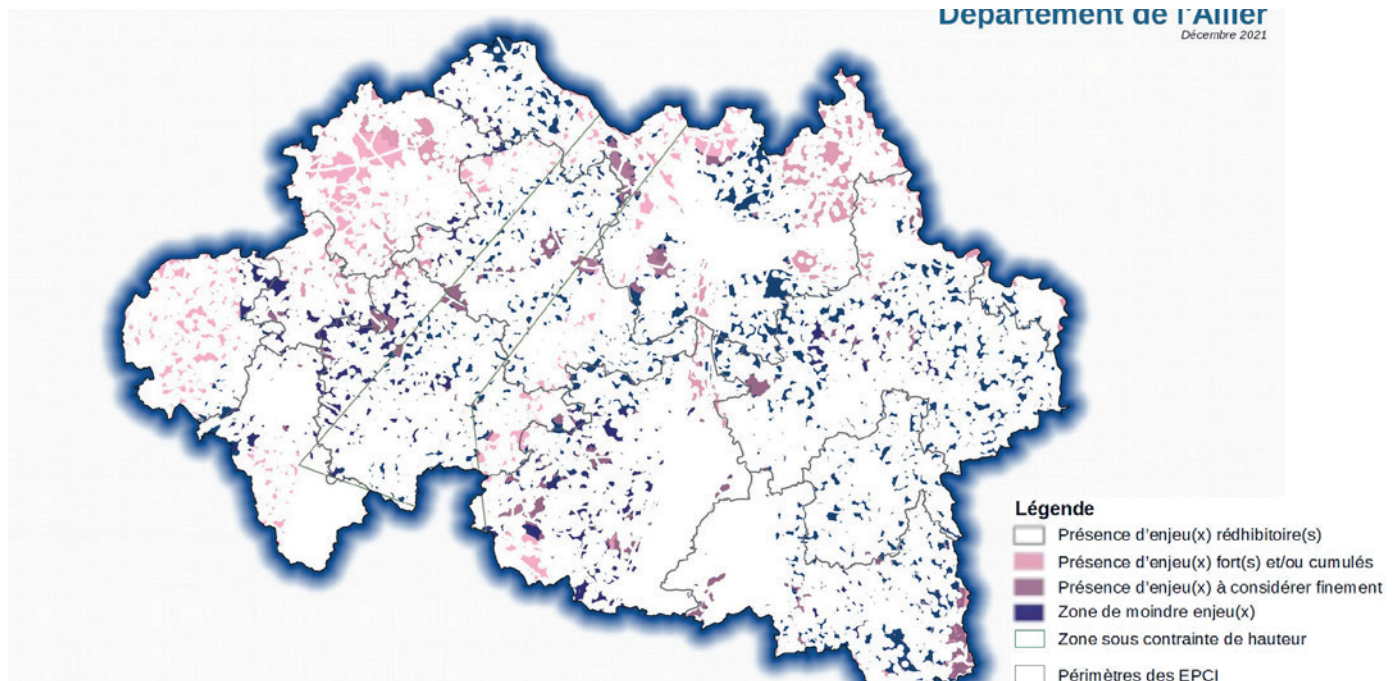 Département de l'Allier
Décembre 2021
Légende
Présence d'enjeu(x) rédhibitoire(s)
Présence d'enjeu(x) fort(s) et/ou cumulés
Présence d'enjeu(x) à considérer finement
Zone de moindre enjeu(x)
Zone sous contrainte de hauteur
Périmètres des EPCI